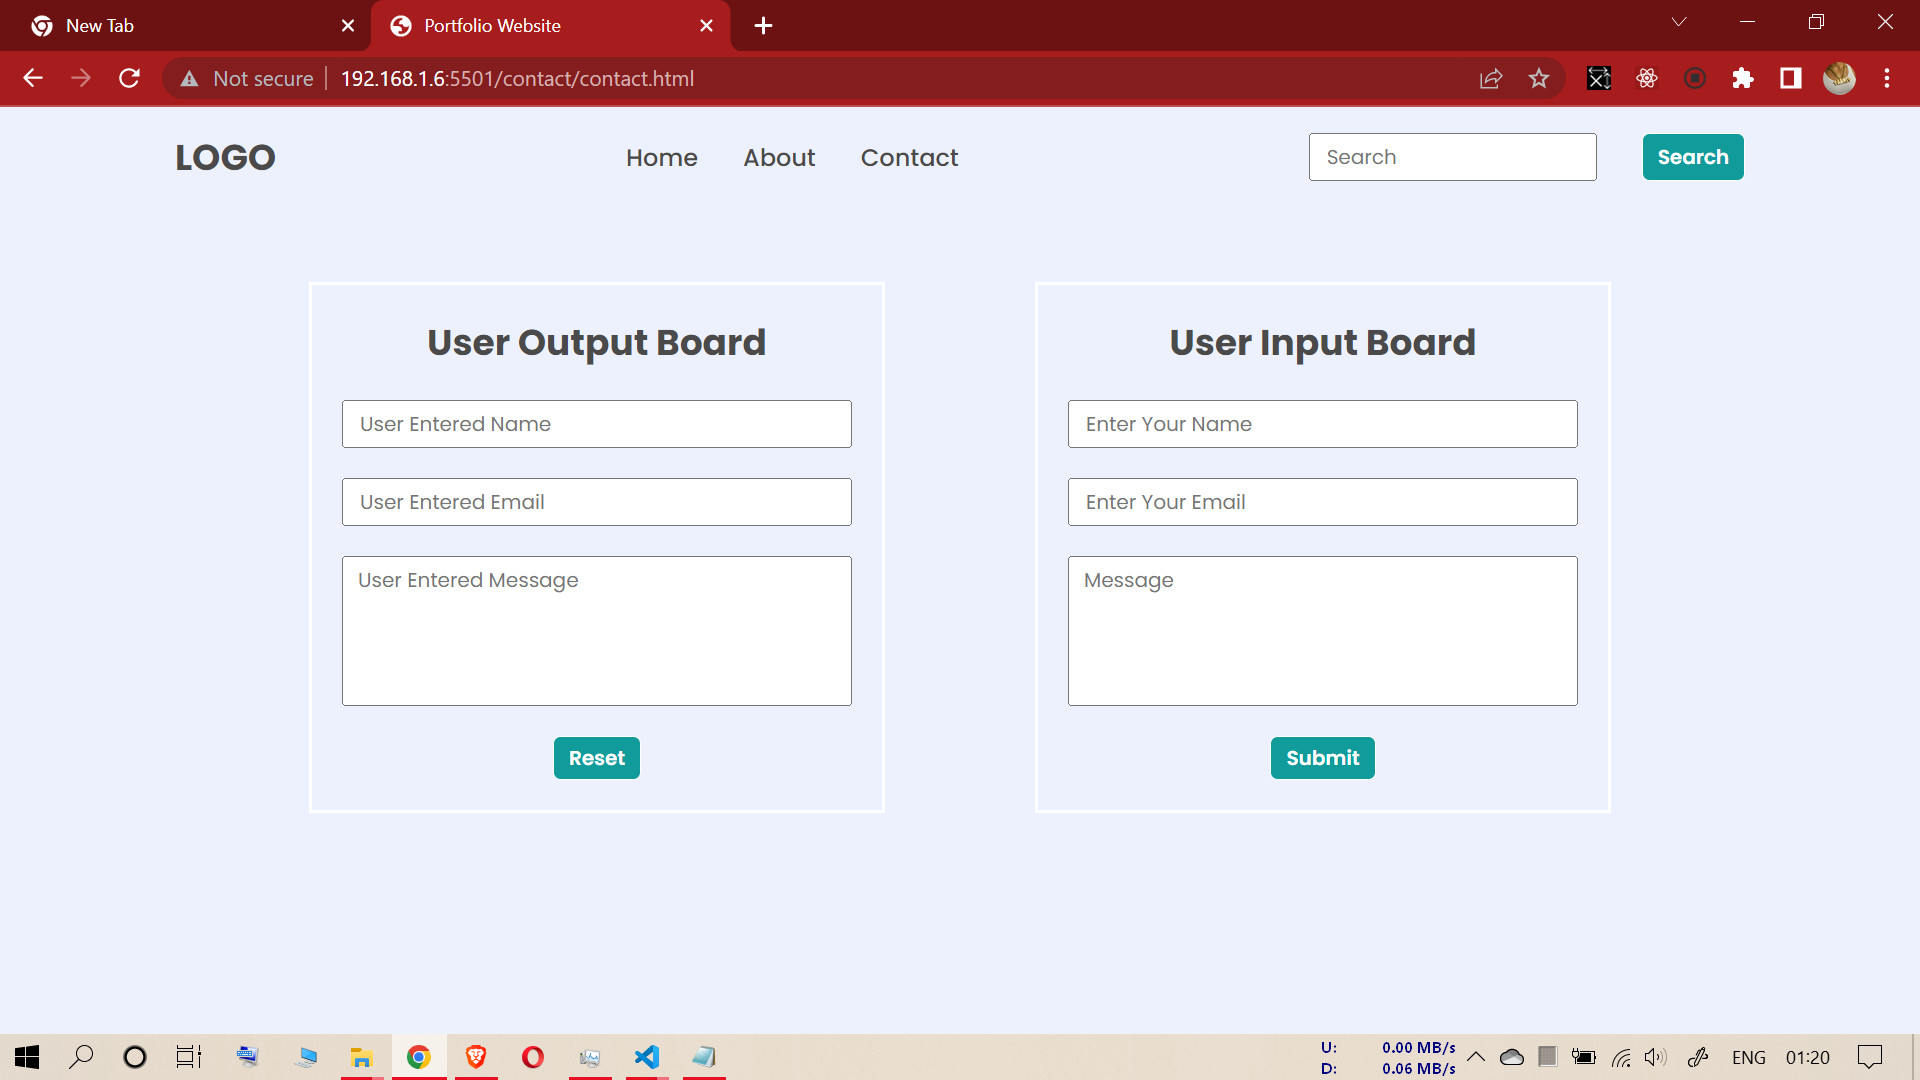 New Tab
Portfolio Website
Not secure
192.168.1.6:5501/contact/contact.html
LOGO
Home
About
Contact
Search
Search
User Output Board
User Entered Name
User Entered Email
User Entered Message
Reset
User Input Board
Enter Your Name
Enter Your Email
Message
Submit
U: 0.00 MB/s
D: 0.06 MB/s
ENG
01:20